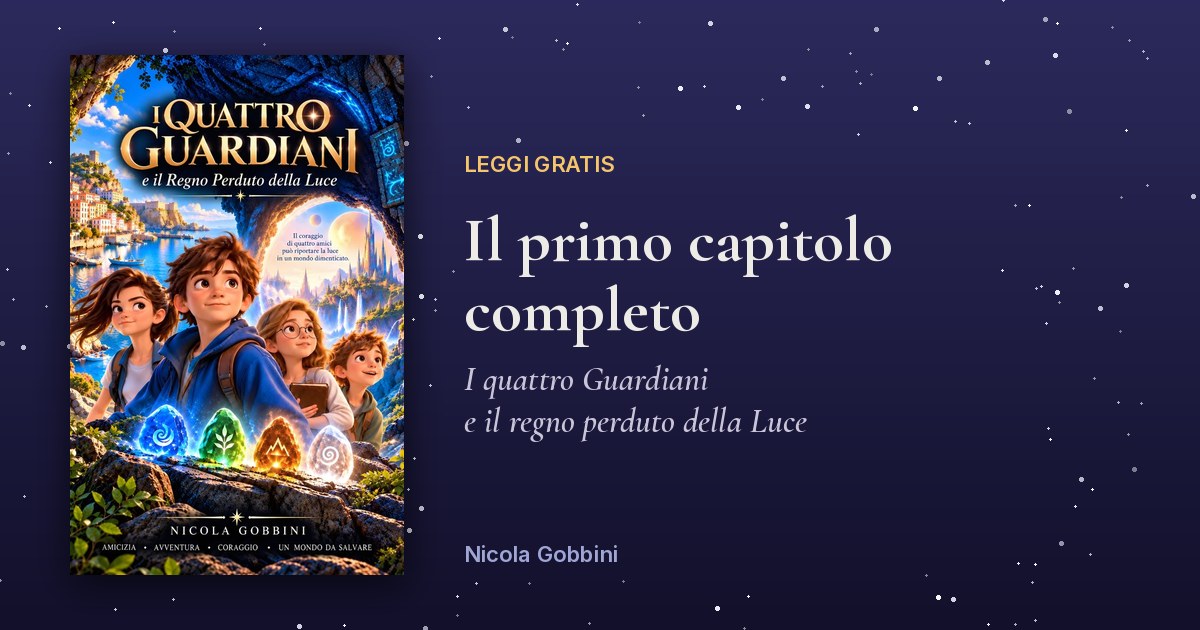 I QUATTRO
GUARDIANI
e il Regno Perduto della Luce
Il coraggio
di quattro amici
può riportare la luce
in un mondo dimenticato.
NICOLA GOBBINI
AMICIZIA • AVVENTURA • CORAGGIO • UN MONDO DA SALVARE
LEGGI GRATIS
Il primo capitolo
completo
I quattro Guardiani
e il regno perduto della Luce
Nicola Gobbini